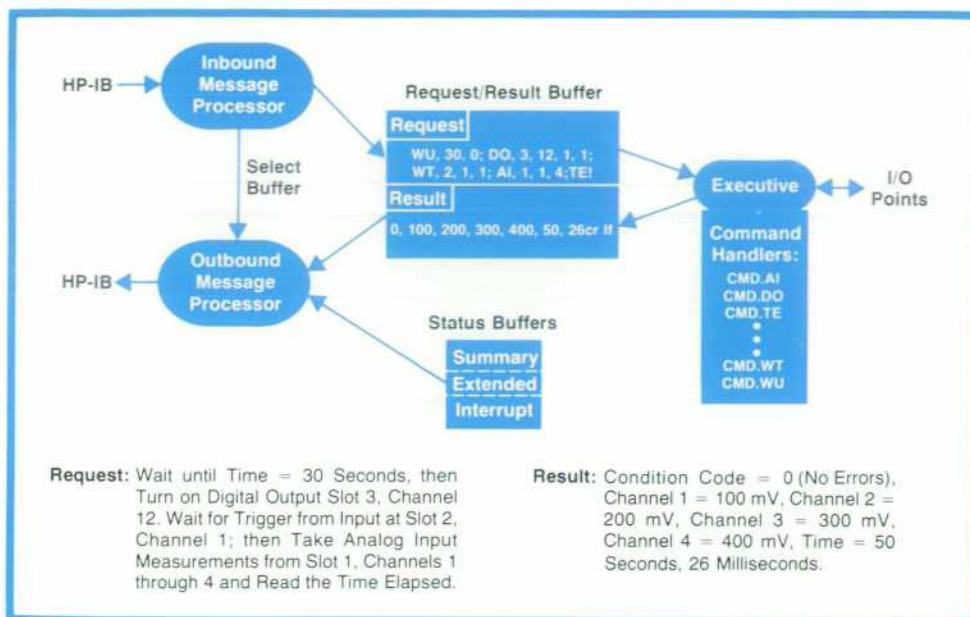 HP-IB
Inbound
Message
Processor
Select
Buffer
HP-IB
Outbound
Message
Processor
Request/Result Buffer
Request
WU, 30, 0; DO, 3, 12, 1, 1;
WT, 2, 1, 1; AI, 1, 1, 4;TE!
Result
0, 100, 200, 300, 400, 50, 26cr lf
Status Buffers
Summary
Extended
Interrupt
Executive
I/O
Points
Command
Handlers:
CMD.AI
CMD.DO
CMD.TE
CMD.WT
CMD.WU
Request: Wait until Time = 30 Seconds, then
Turn on Digital Output Slot 3, Channel
12. Wait for Trigger from Input at Slot 2,
Channel 1; then Take Analog Input
Measurements from Slot 1, Channels 1
through 4 and Read the Time Elapsed.
Result: Condition Code = 0 (No Errors),
Channel 1 = 100 mV, Channel 2 =
200 mV, Channel 3 = 300 mV,
Channel 4 = 400 mV, Time = 50
Seconds, 26 Milliseconds.